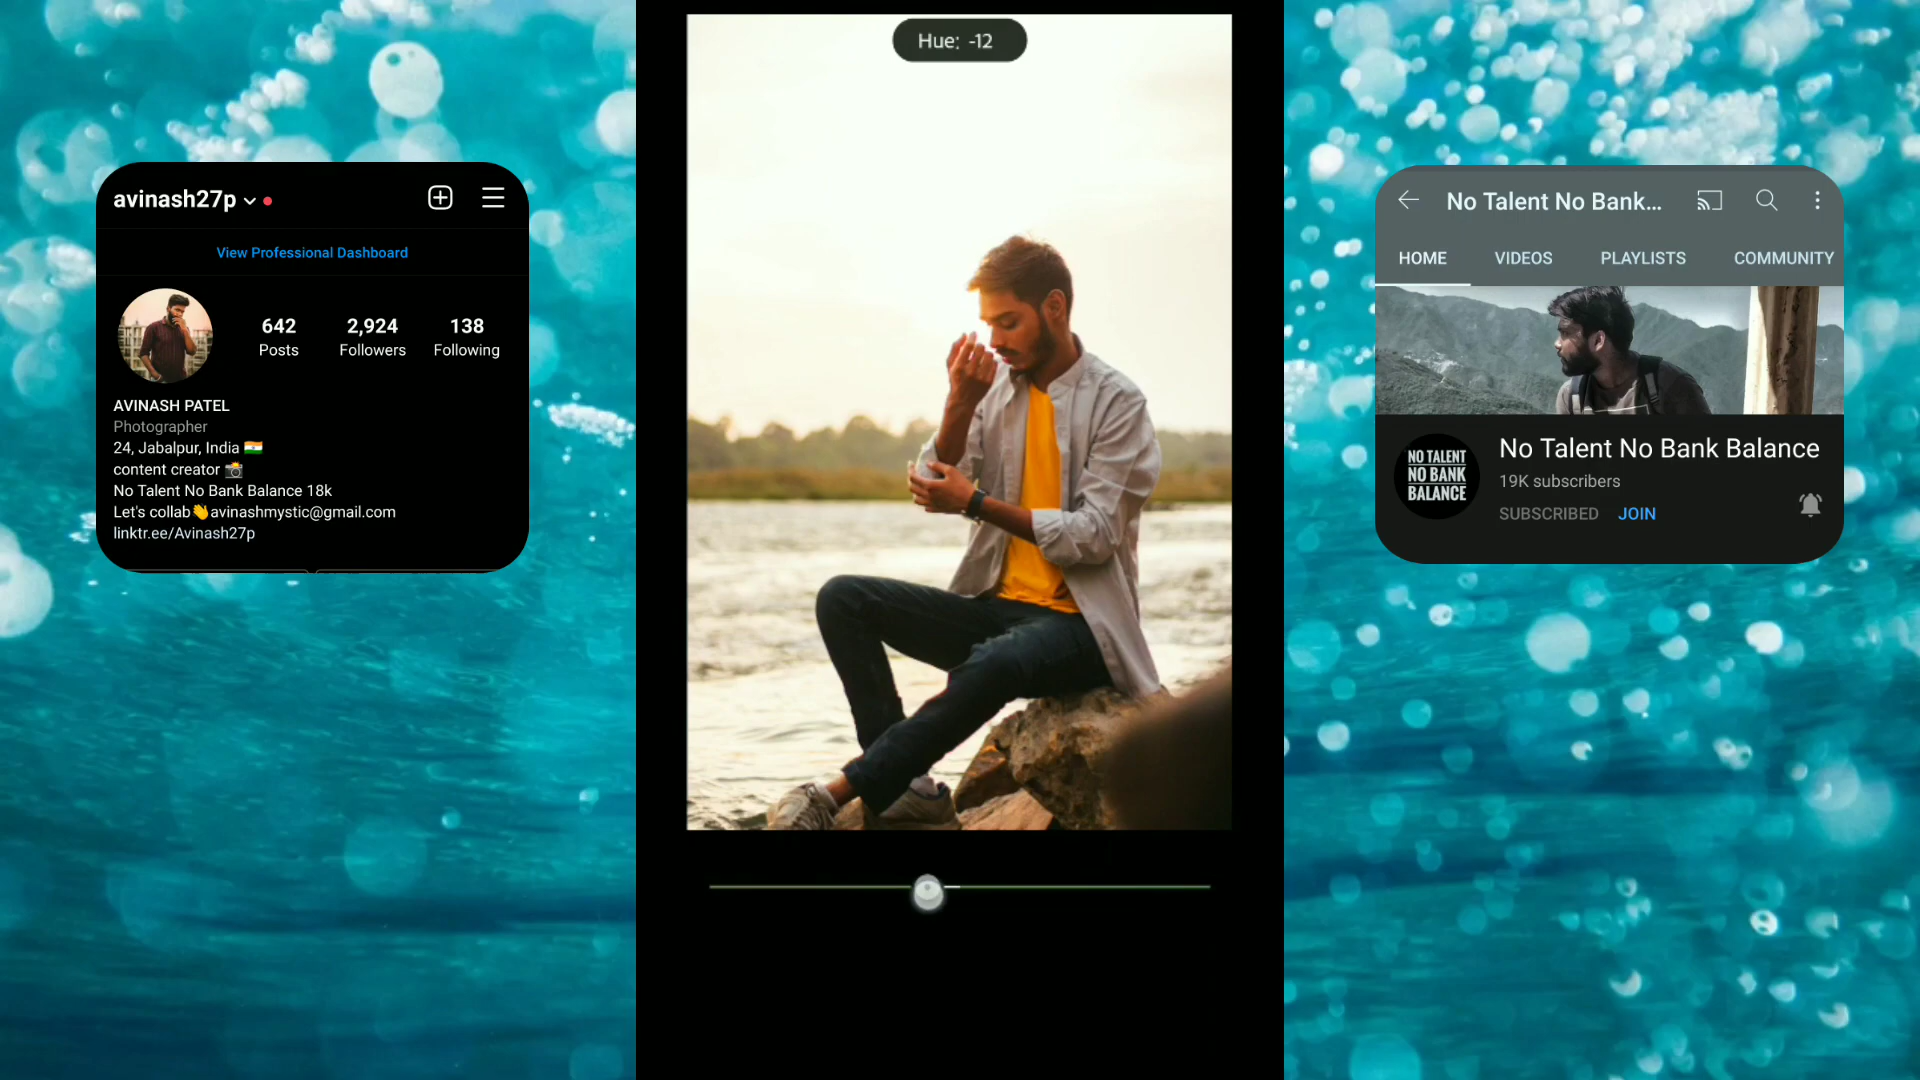 avinash27p
View Professional Dashboard
642
Posts
2,924
Followers
138
Following
AVINASH PATEL
Photographer
24, Jabalpur, India 🇮🇳
content creator 📸
No Talent No Bank Balance 18k
Let's collab👋avinashmystic@gmail.com
linktr.ee/Avinash27p
Hue: -12
No Talent No Bank...
HOME VIDEOS PLAYLISTS COMMUNITY
NO TALENT
NO BANK
BALANCE
No Talent No Bank Balance
19K subscribers
SUBSCRIBED JOIN